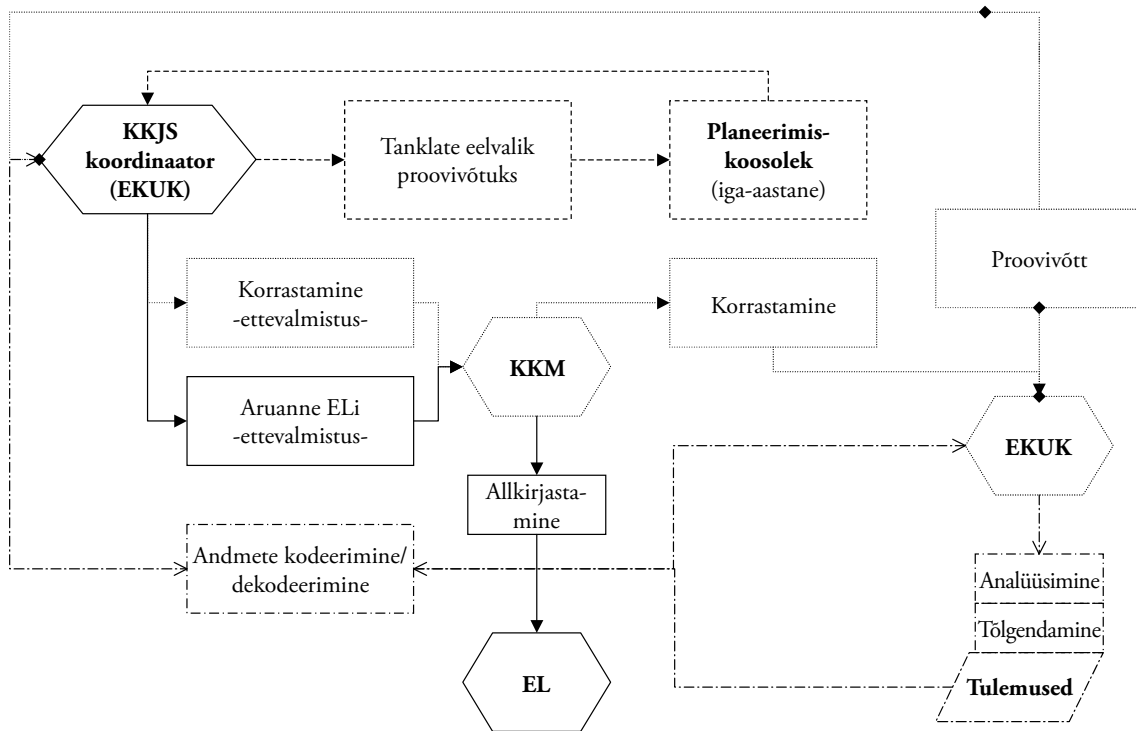 KKJS
koordinaator
(EKUK)
Tanklate eelvalik
proovivõtuks
Planeerimis-
koosolek
(iga-aastane)
Proovivõtt
Korrastamine
-ettevalmistus-
Korrastamine
KKM
Aruanne ELi
-ettevalmistus-
EKUK
Allkirjasta-
mine
Andmete kodeerimine/
dekodeerimine
Analüüsimine
Tõlgendamine
Tulemused
EL